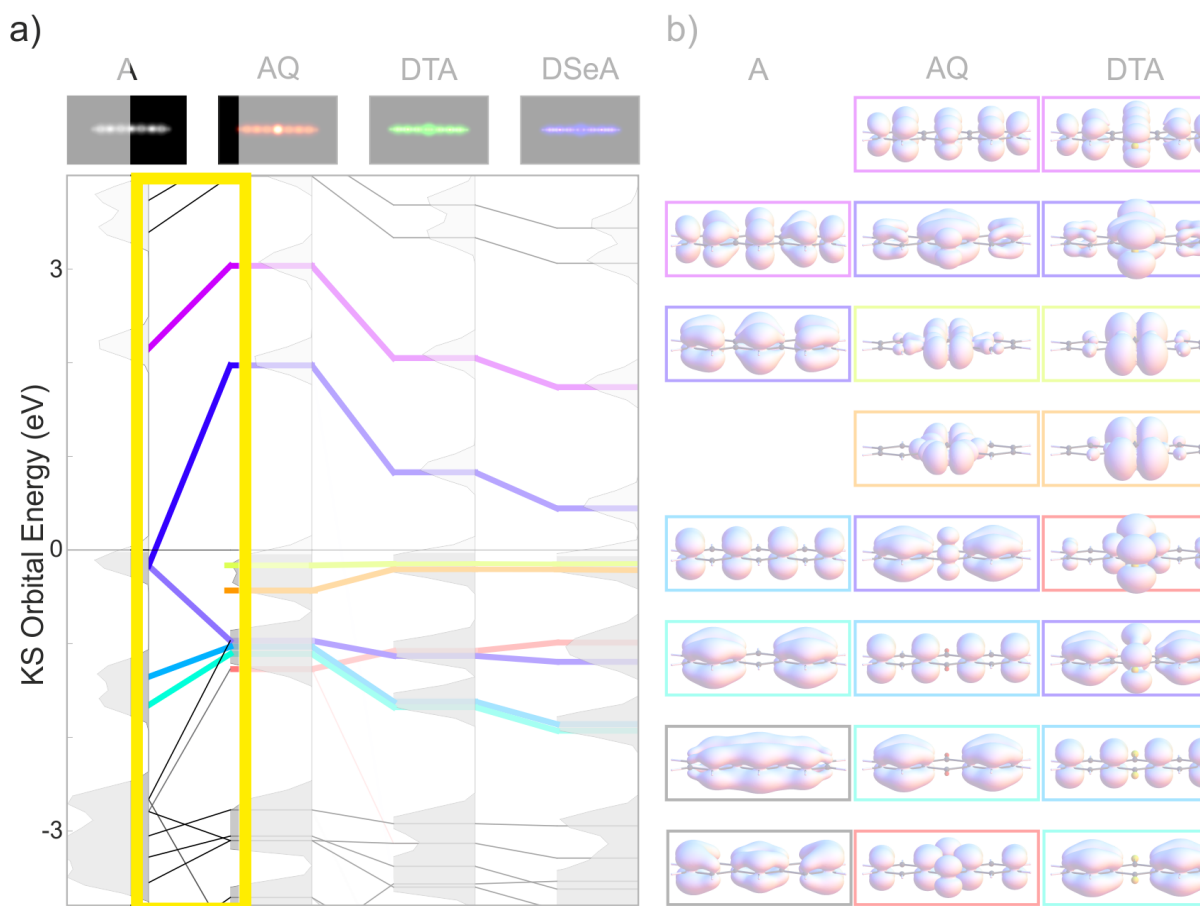 a)
A AQ DTA DSeA
3
0
-3
KS Orbital Energy (eV)
b)
A AQ DTA